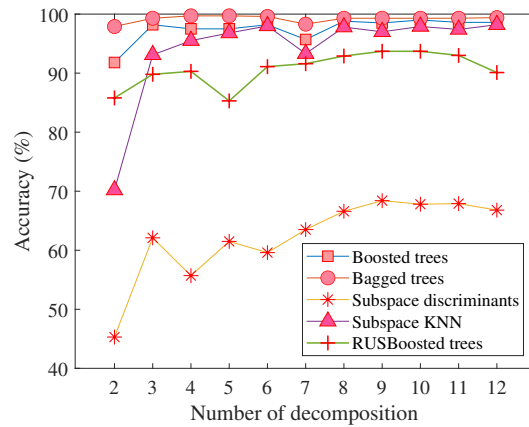 100
90
80
70
60
50
40
Accuracy (%)
Boosted trees
Bagged trees
Subspace discriminants
Subspace KNN
RUSBoosted trees
2 3 4 5 6 7 8 9 10 11 12
Number of decomposition